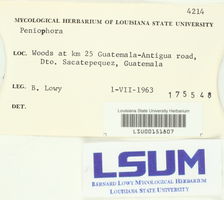 4214
MYCOLOGICAL HERBARIUM OF LOUISIANA STATE UNIVERSITY
Peniophora
LOC. Woods at km 25 Guatemala-Antigua road,
Dto. Sacatepequez, Guatemala
LEG. B. Lowy 1-VII-1963 175548
DET.
Louisiana State University Herbarium
LSU00151807
LSUM
BERNARD LOWY MYCOLOGICAL HERBARIUM
LOUISIANA STATE UNIVERSITY